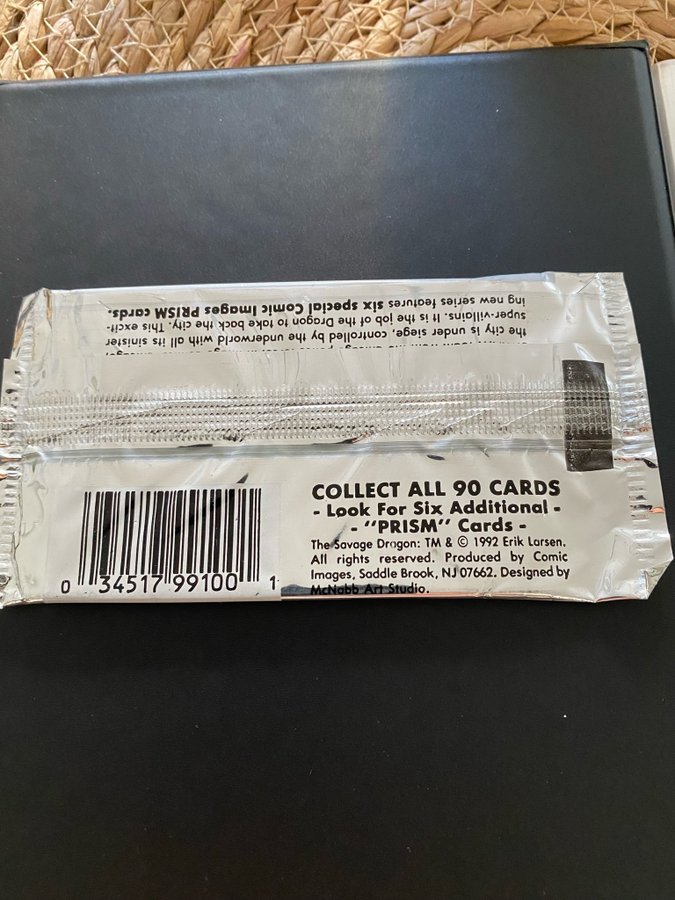 the city is under siege, controlled by the underworld with all its sinister
super-villains. It is the job of the Dragon to take back the city. This excit-
ing new series features six special Comic Images PRISM cards.
COLLECT ALL 90 CARDS
- Look For Six Additional -
- "PRISM" Cards -
The Savage Dragon: TM & © 1992 Erik Larsen.
All rights reserved. Produced by Comic
Images, Saddle Brook, NJ 07662. Designed by
McNabb Art Studio.
0 34517 99100 1